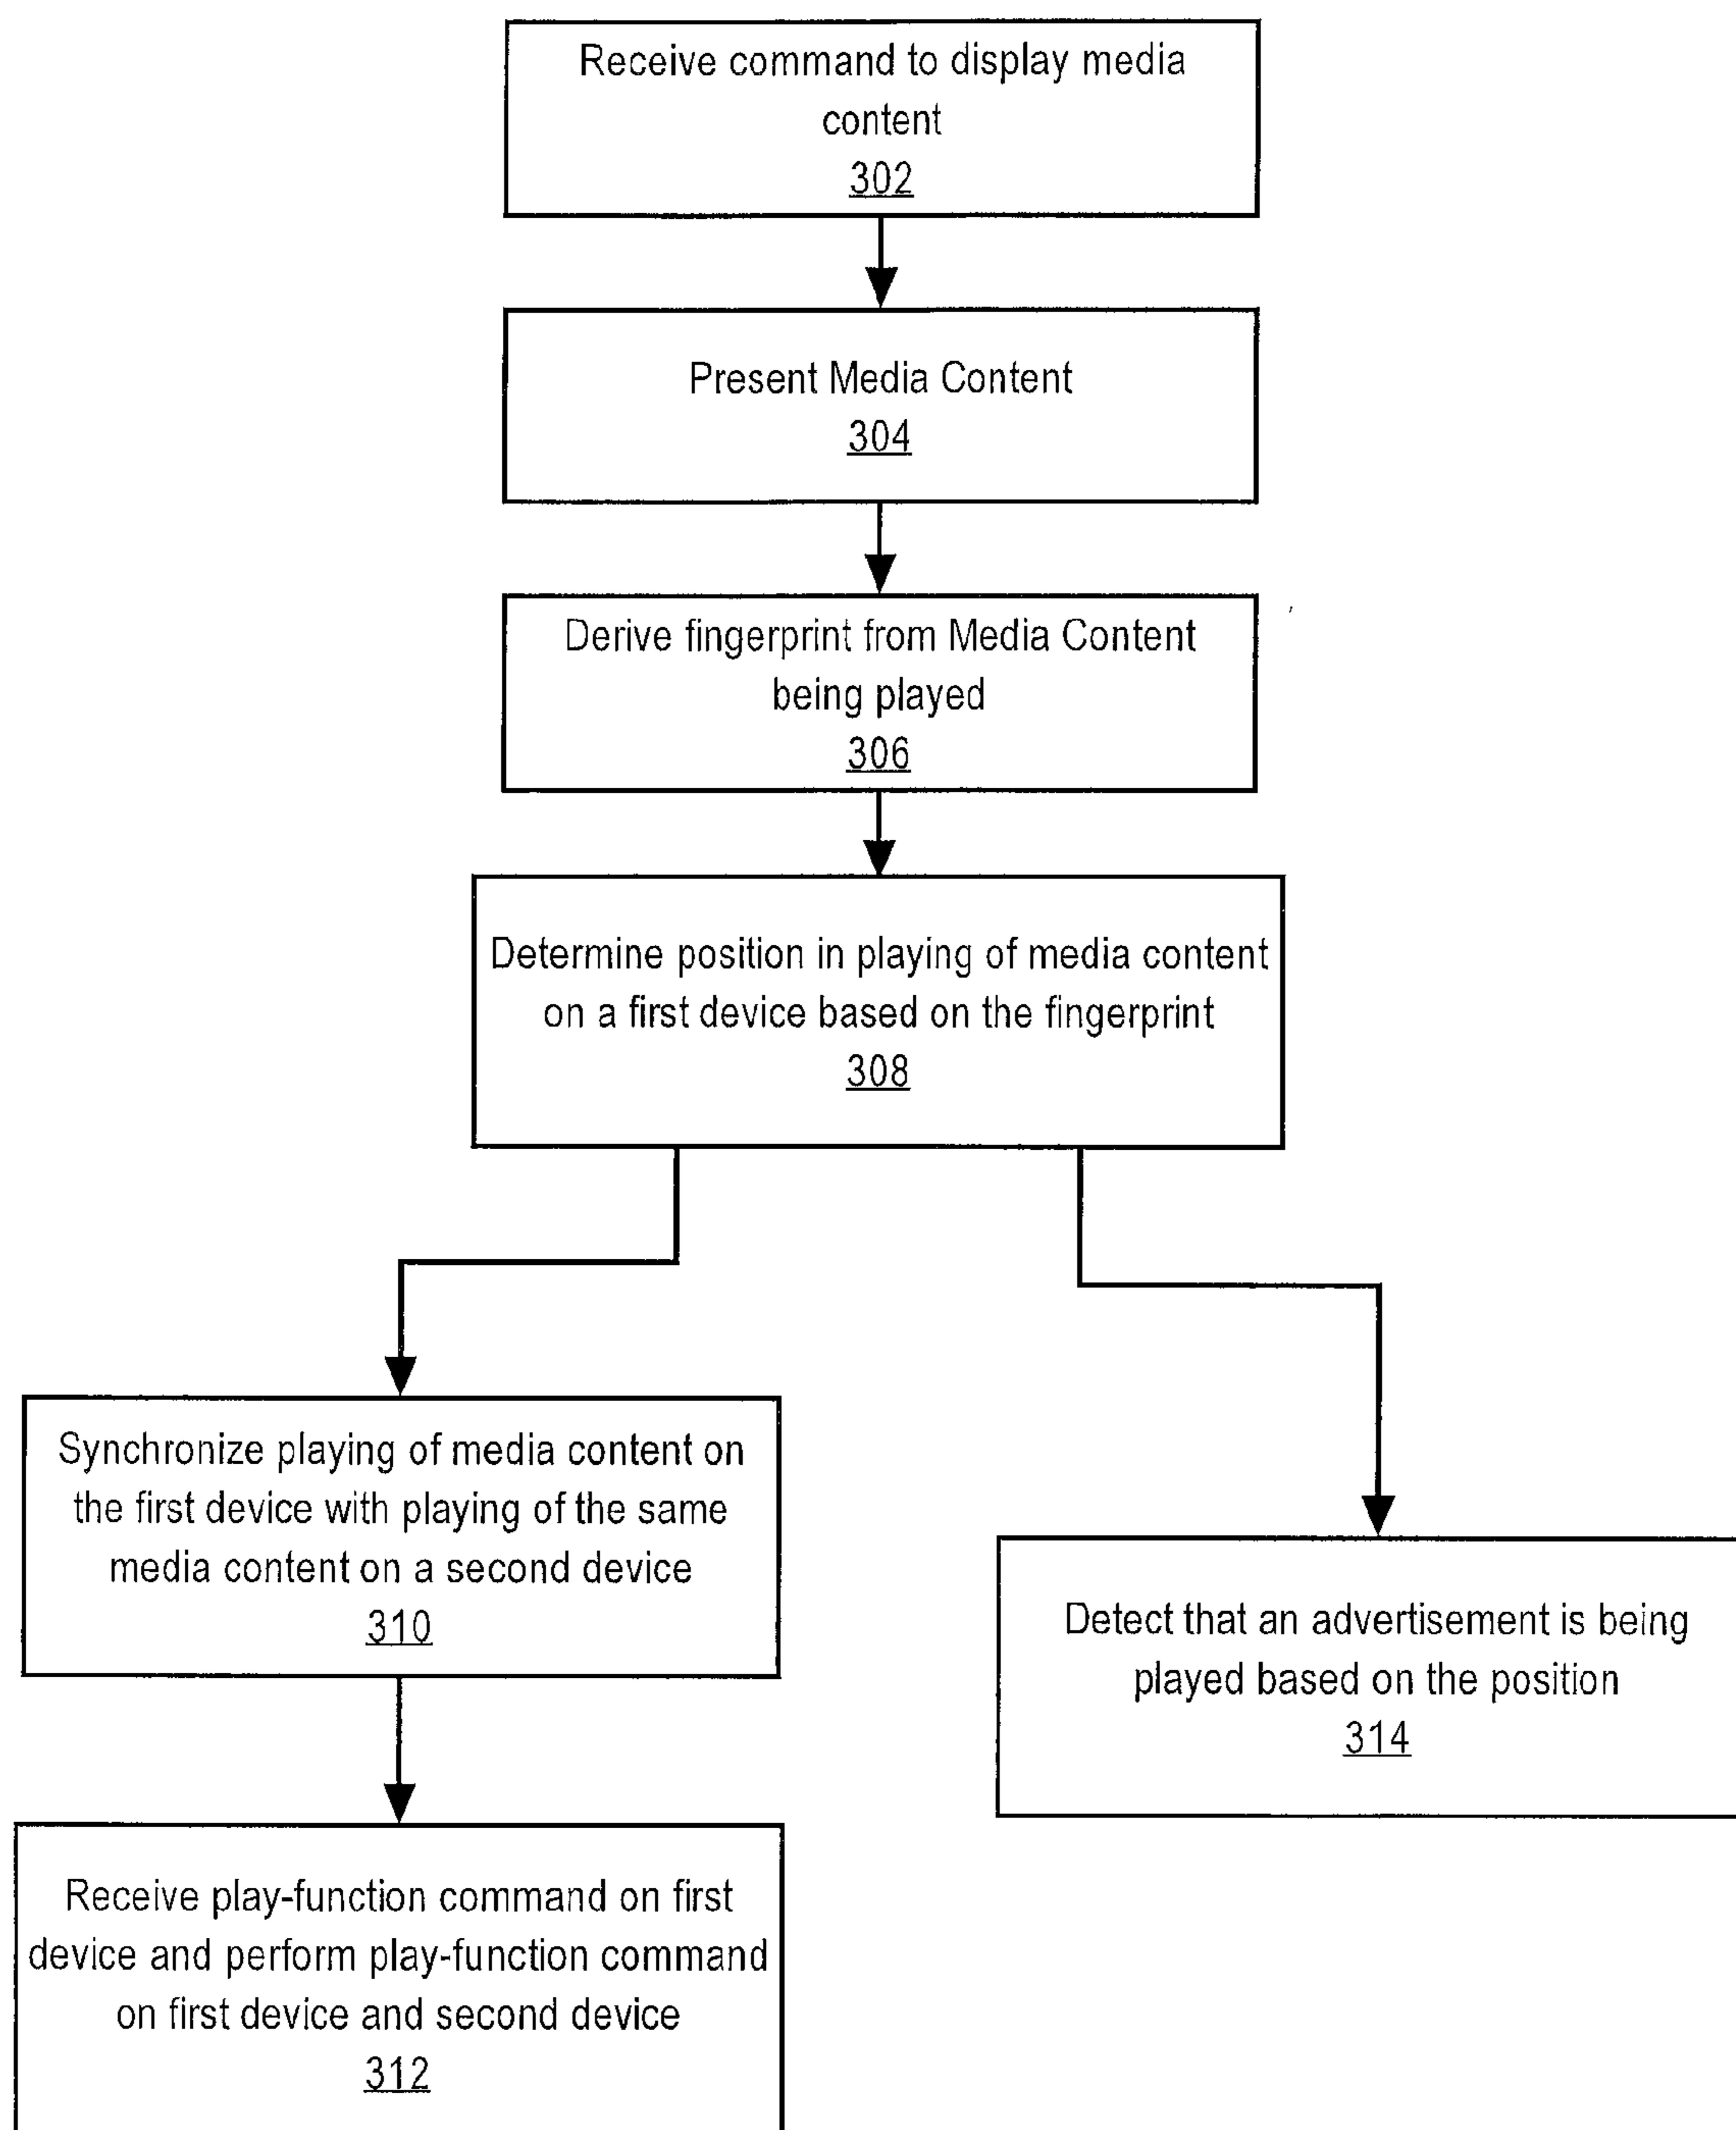 Receive command to display media
content
302
Present Media Content
304
Derive fingerprint from Media Content
being played
306
Determine position in playing of media content
on a first device based on the fingerprint
308
Synchronize playing of media content on
the first device with playing of the same
media content on a second device
310
Detect that an advertisement is being
played based on the position
314
Receive play-function command on first
device and perform play-function command
on first device and second device
312